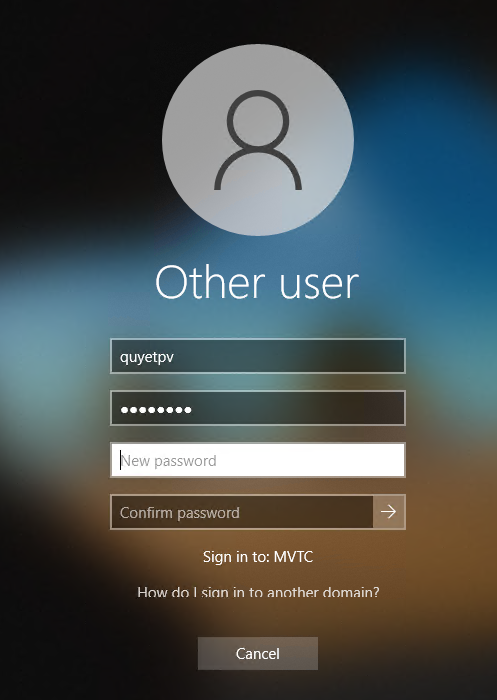 Other user
quyetpv
●●●●●●●●
New password
Confirm password
Sign in to: MVTC
How do I sign in to another domain?
Cancel